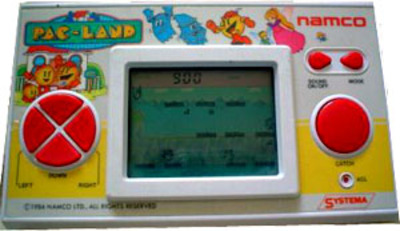 PAC-LAND
namco
900
SOUND
ON/OFF
MODE
CATCH
LEFT
DOWN
RIGHT
ACL
SYSTEMA
©1984 NAMCO LTD., ALL RIGHTS RESERVED